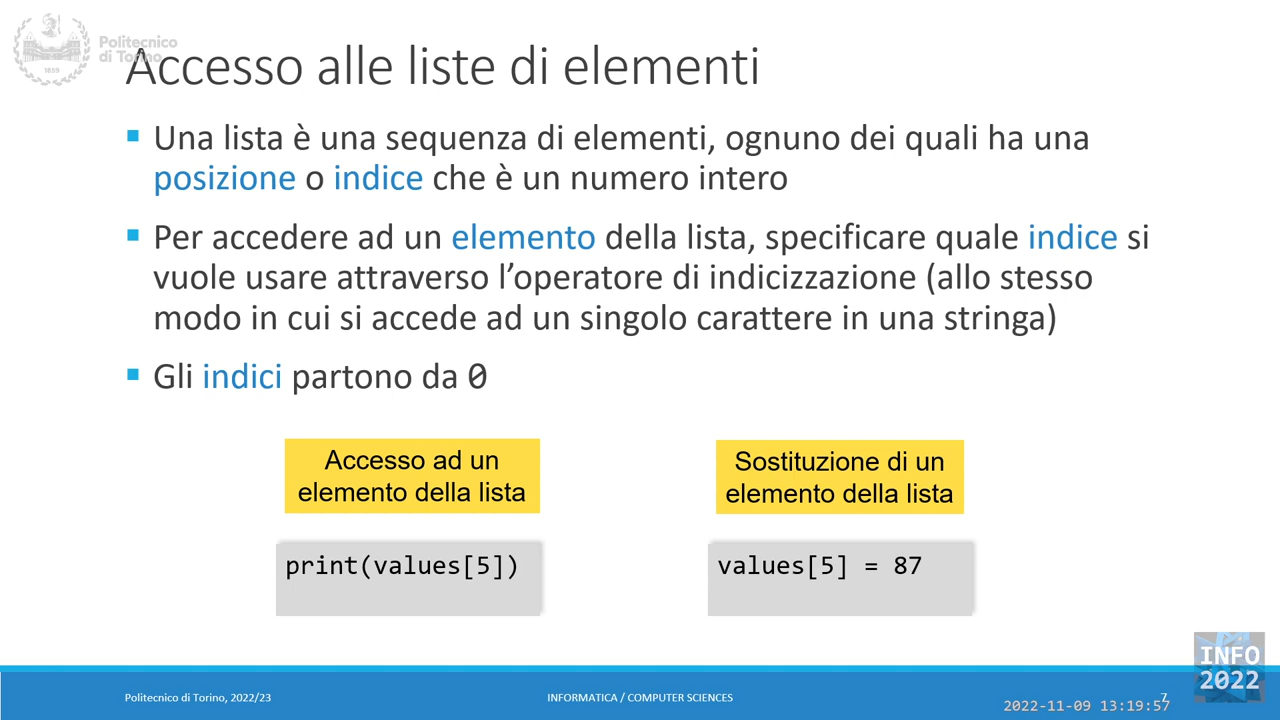 Politecnico
di Torino
1859
Accesso alle liste di elementi
Una lista è una sequenza di elementi, ognuno dei quali ha una
posizione o indice che è un numero intero
Per accedere ad un elemento della lista, specificare quale indice si
vuole usare attraverso l’operatore di indicizzazione (allo stesso
modo in cui si accede ad un singolo carattere in una stringa)
Gli indici partono da 0
Accesso ad un
elemento della lista
print(values[5])
Sostituzione di un
elemento della lista
values[5] = 87
INFO
2022
Politecnico di Torino, 2022/23
INFORMATICA / COMPUTER SCIENCES
7
2022-11-09 13:19:57